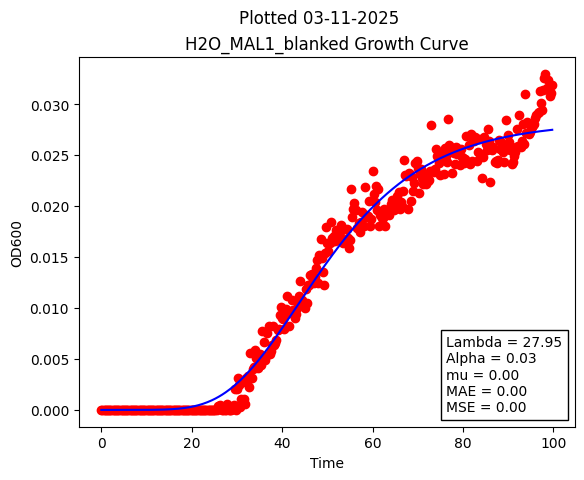 Plotted 03-11-2025
H2O_MAL1_blanked Growth Curve
OD600
0.030
0.025
0.020
0.015
0.010
0.005
0.000
Lambda = 27.95
Alpha = 0.03
mu = 0.00
MAE = 0.00
MSE = 0.00
0 20 40 60 80 100
Time